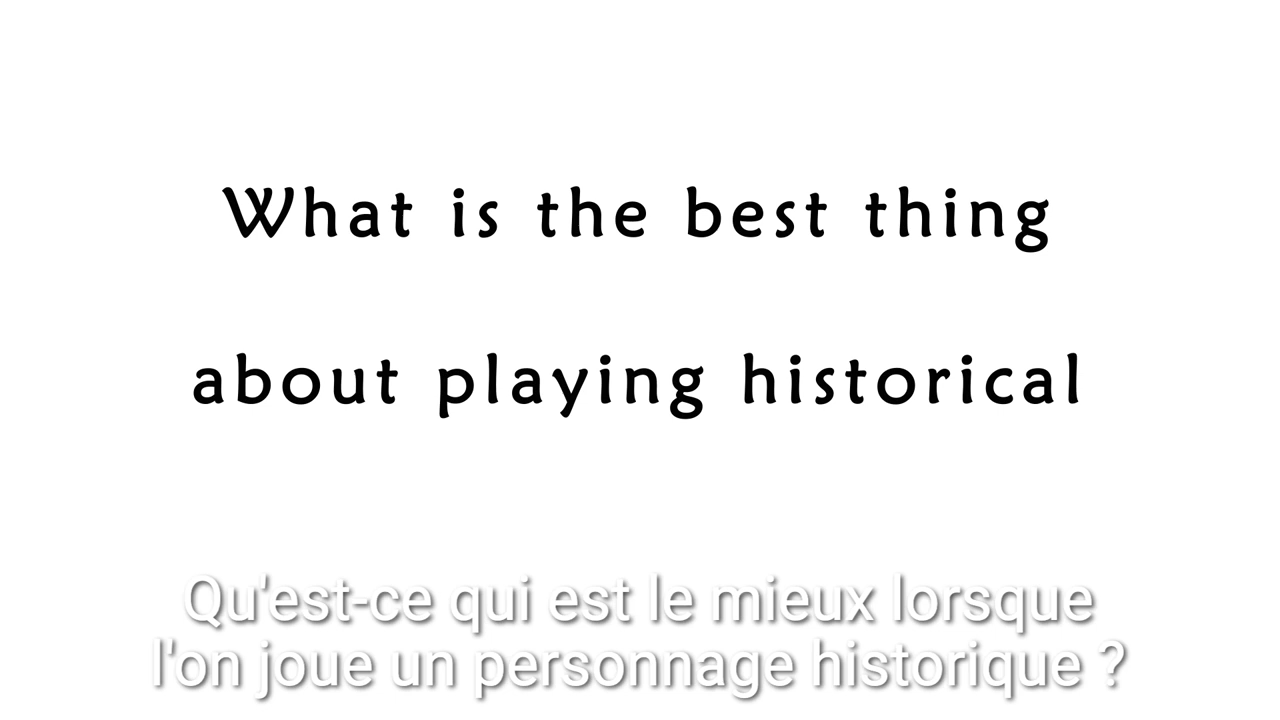 What is the best thing
about playing historical
Qu'est-ce qui est le mieux lorsque
l'on joue un personnage historique ?